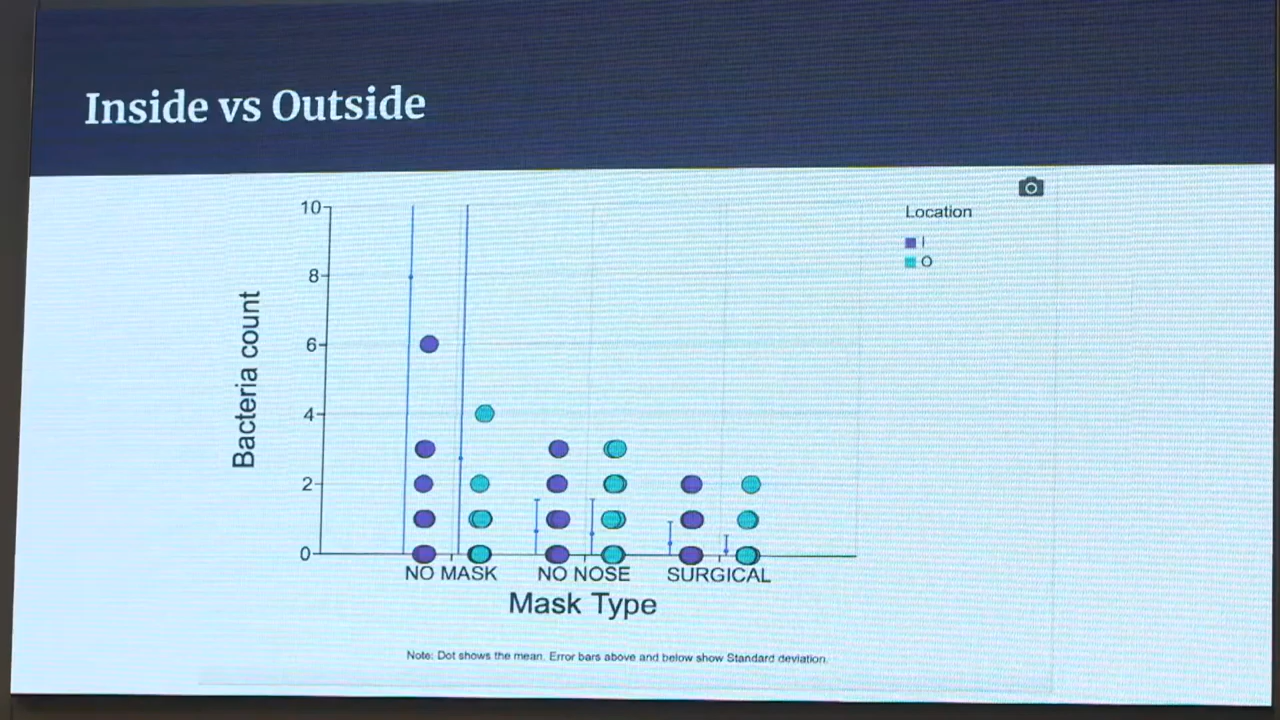 Inside vs Outside
Location
I
O
Bacteria count
10
8
6
4
2
0
NO MASK
NO NOSE
SURGICAL
Mask Type
Note: Dot shows the mean. Error bars above and below show Standard deviation.